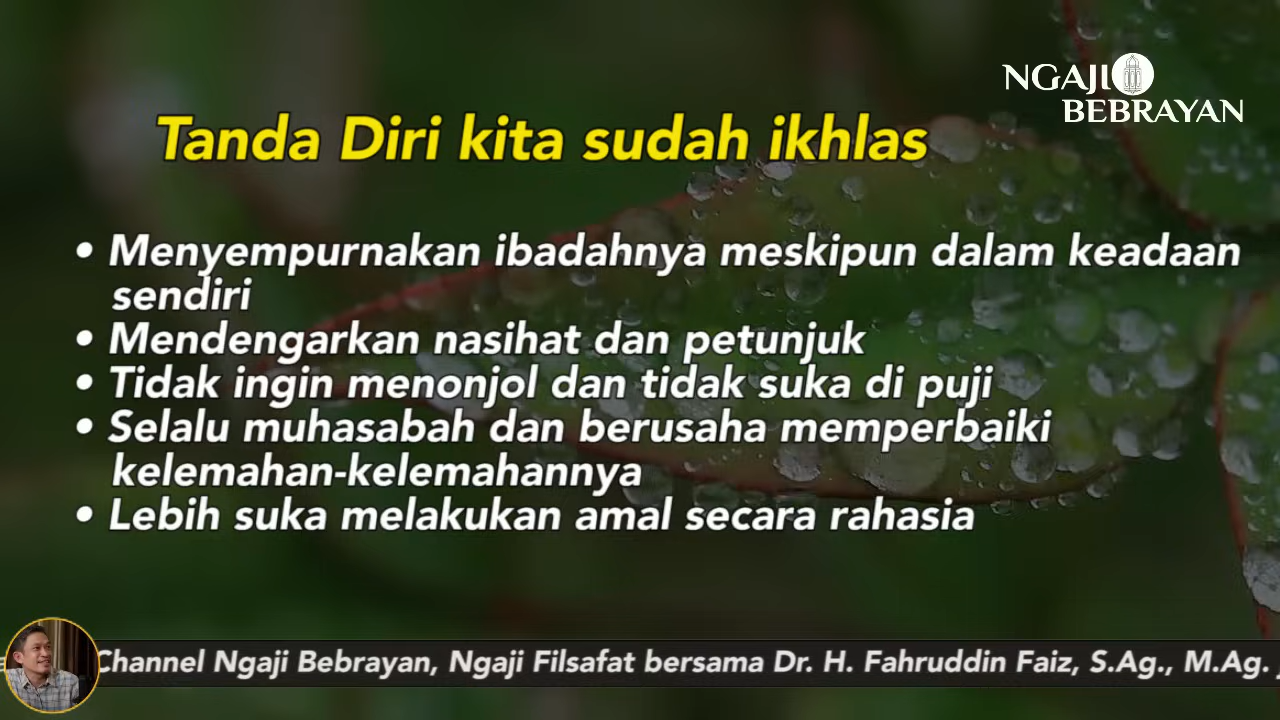 NGAJI
BEBRAYAN
Tanda Diri kita sudah ikhlas
• Menyempurnakan ibadahnya meskipun dalam keadaan
sendiri
• Mendengarkan nasihat dan petunjuk
• Tidak ingin menonjol dan tidak suka di puji
• Selalu muhasabah dan berusaha memperbaiki
kelemahan-kelemahannya
• Lebih suka melakukan amal secara rahasia
Channel Ngaji Bebrayan, Ngaji Filsafat bersama Dr. H. Fahruddin Faiz, S.Ag., M.Ag.